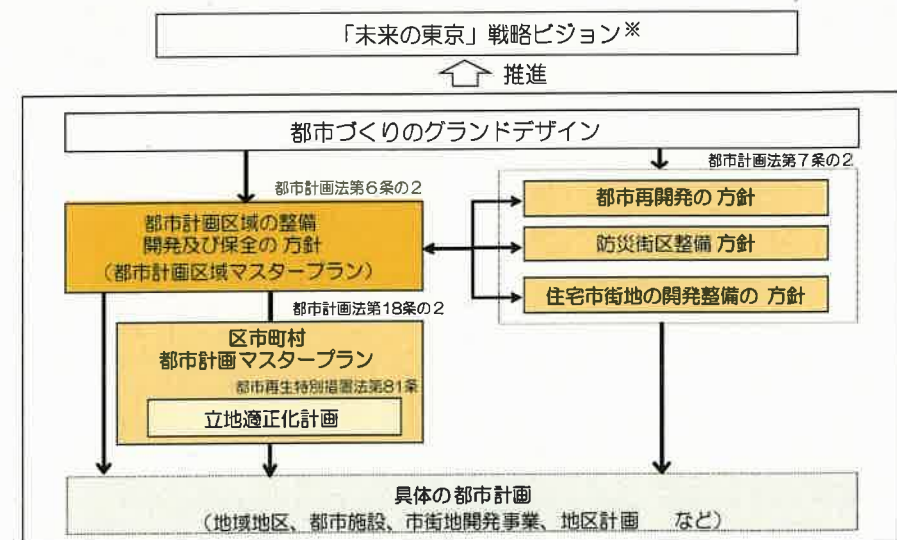 「未来の東京」戦略ビジョン※
推進
都市づくりのグランドデザイン
都市計画法第6条の2
都市計画法第7条の2
都市計画区域の整備
開発及び保全の 方針
（都市計画区域マスタープラン）
都市再開発の 方針
防災街区整備 方針
住宅市街地の開発整備の 方針
都市計画法第18条の2
区市町村
都市計画マスタープラン
都市再生特別措置法第81条
立地適正化計画
具体の都市計画
（地域地区、都市施設、市街地開発事業、地区計画　など）